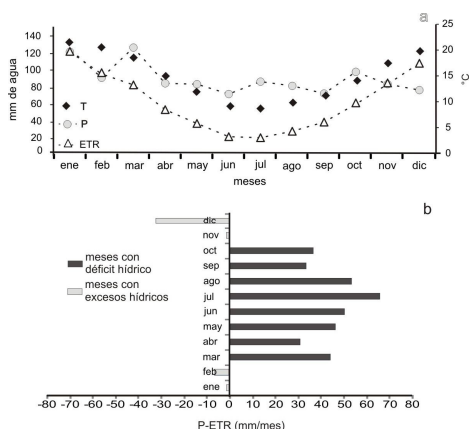 a
140
120
100
80
60
40
20
0
mm de agua
25
20
15
10
5
0
°C
T
P
ETR
ene feb mar abr may jun jul ago sep oct nov dic
meses
b
meses con
déficit hídrico
meses con
excesos hídricos
dic
nov
oct
sep
ago
jul
jun
may
abr
mar
feb
ene
-80 -70 -60 -50 -40 -30 -20 -10 0 10 20 30 40 50 60 70 80
P-ETR (mm/mes)